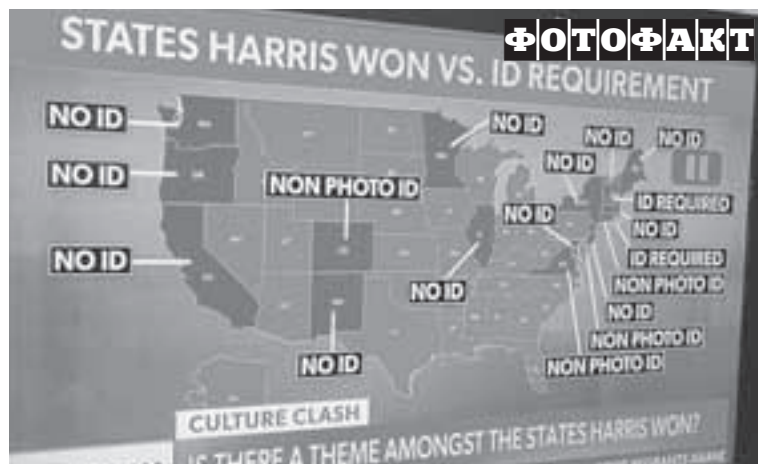 ФОТОФАКТ
STATES HARRIS WON VS. ID REQUIREMENT
NO ID
NO ID
NO ID
NO ID
NO ID
NON PHOTO ID
NO ID
ID REQUIRED
NO ID
NO ID
NO ID
ID REQUIRED
NO ID
NON PHOTO ID
NO ID
NO ID
NON PHOTO ID
NO ID
NON PHOTO ID
CULTURE CLASH
IS THERE A THEME AMONGST THE STATES HARRIS WON?